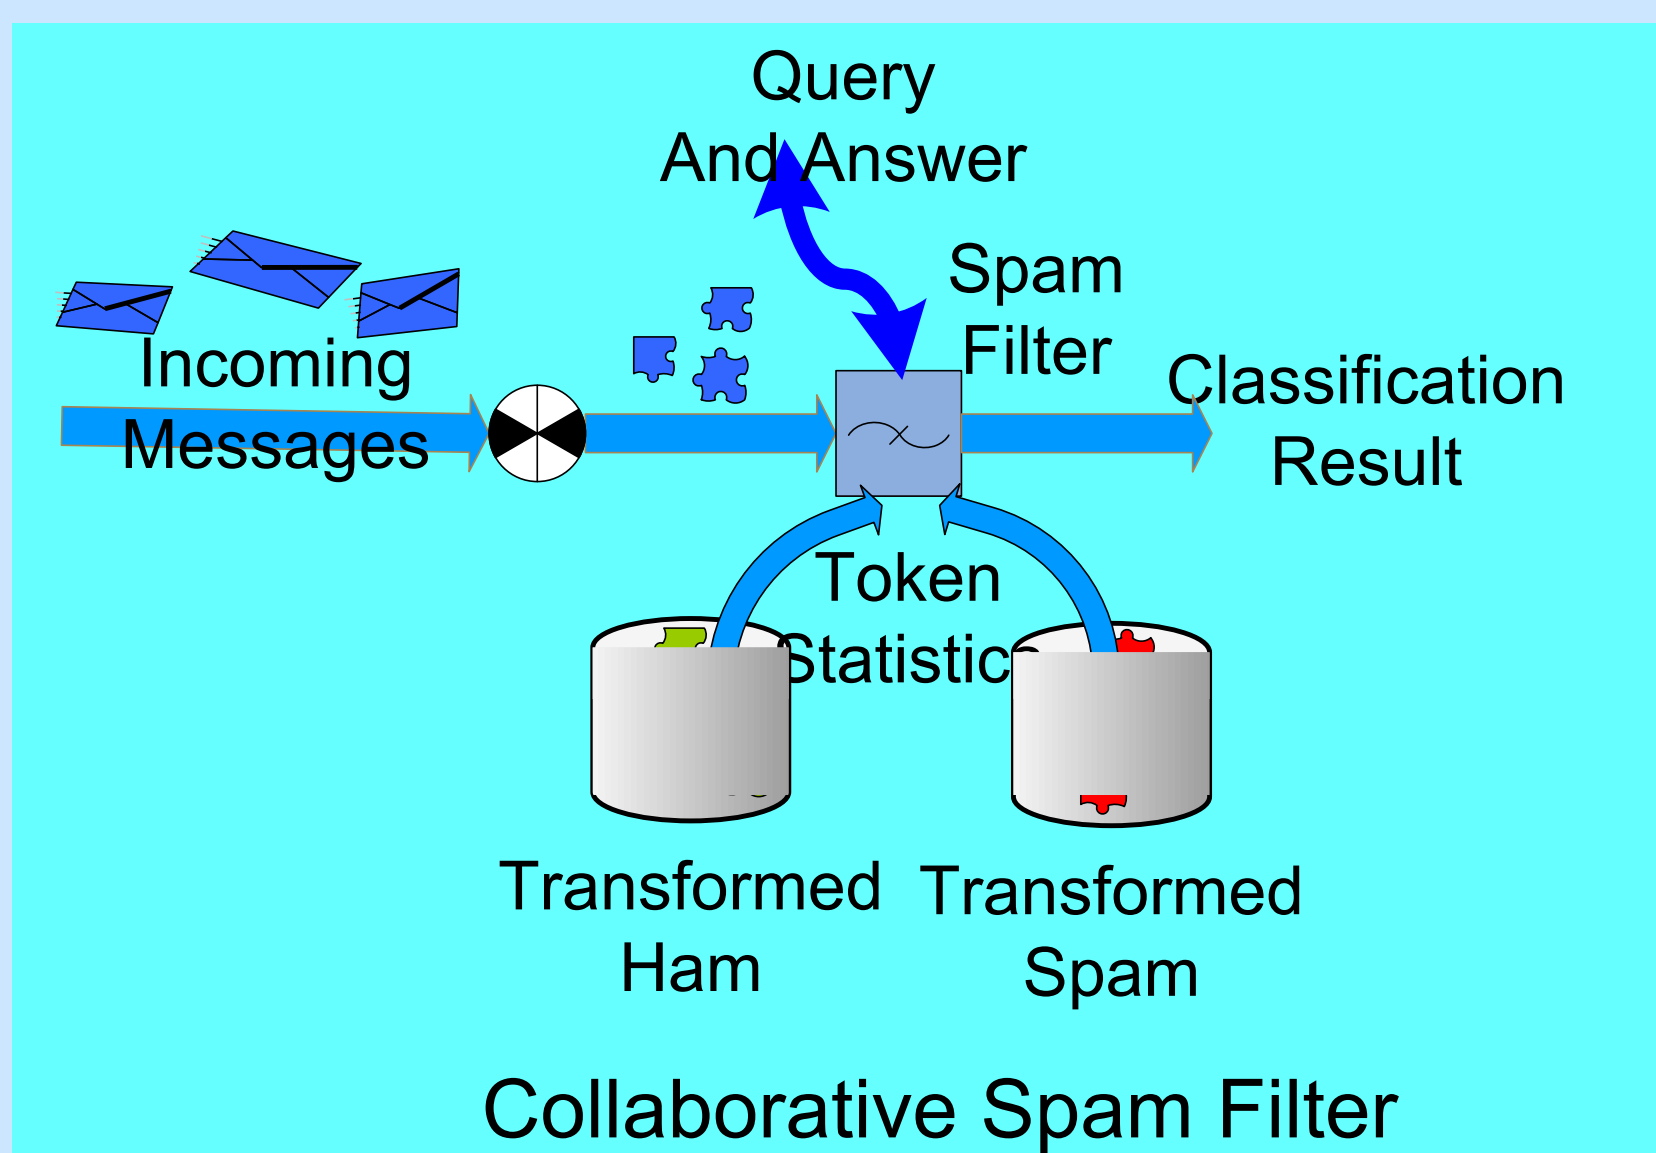 Query
And Answer
Spam
Filter
Incoming
Messages
Classification
Result
Token
Statistics
Transformed
Ham
Transformed
Spam
Collaborative Spam Filter